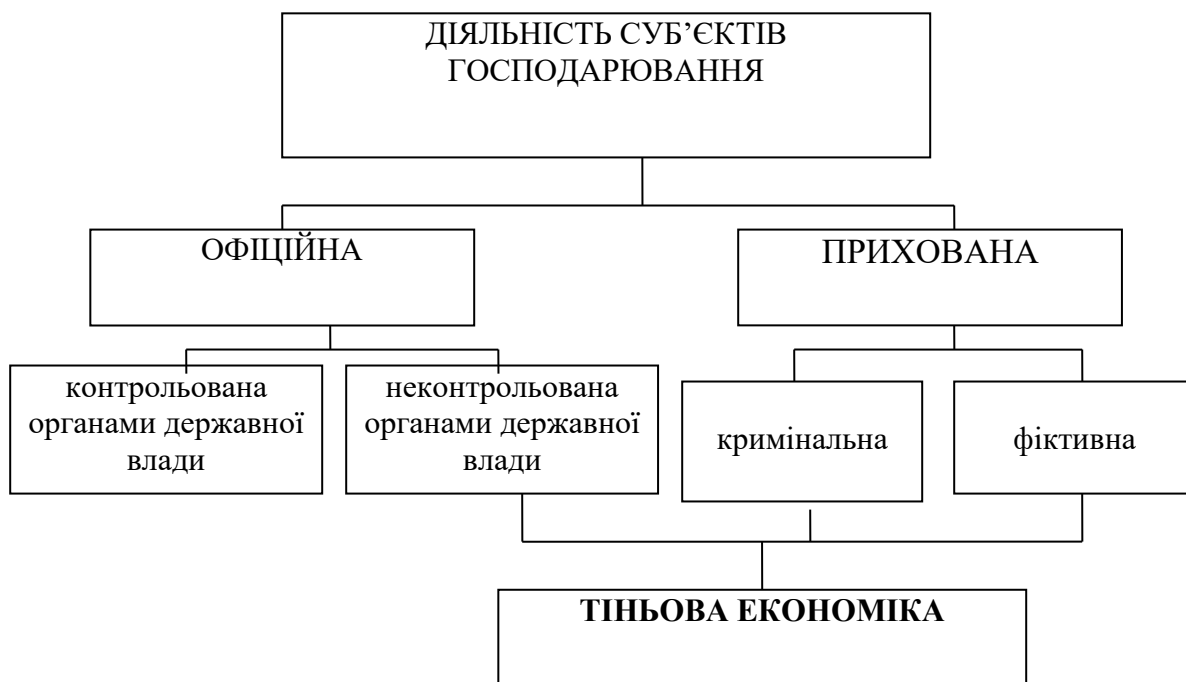 ДІЯЛЬНІСТЬ СУБ’ЄКТІВ
ГОСПОДАРЮВАННЯ
ОФІЦІЙНА
ПРИХОВАНА
контрольована
органами державної
влади
неконтрольована
органами державної
влади
кримінальна
фіктивна
ТІНЬОВА ЕКОНОМІКА